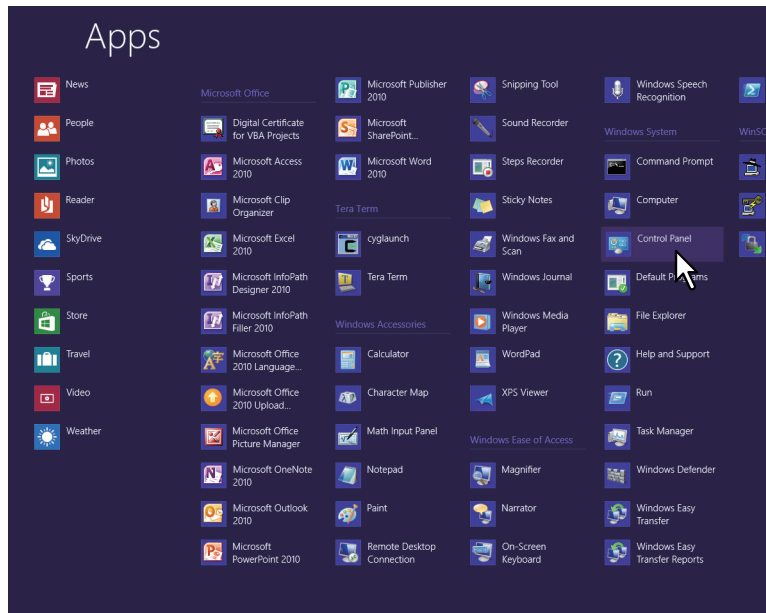 Apps
News
People
Photos
Reader
SkyDrive
Sports
Store
Travel
Video
Weather
Microsoft Office
Digital Certificate
for VBA Projects
Microsoft Access
2010
Microsoft Clip
Organizer
Microsoft Excel
2010
Microsoft InfoPath
Designer 2010
Microsoft InfoPath
Filler 2010
Microsoft Office
2010 Language...
Microsoft Office
2010 Upload...
Microsoft Office
Picture Manager
Microsoft OneNote
2010
Microsoft Outlook
2010
Microsoft
PowerPoint 2010
Microsoft Publisher
2010
Microsoft
SharePoint...
Microsoft Word
2010
Tera Term
cyglaunch
Tera Term
Windows Accessories
Calculator
Character Map
Math Input Panel
Notepad
Paint
Remote Desktop
Connection
Snipping Tool
Sound Recorder
Steps Recorder
Sticky Notes
Windows Fax and
Scan
Windows Journal
Windows Media
Player
WordPad
XPS Viewer
Windows Ease of Access
Magnifier
Narrator
On-Screen
Keyboard
Windows Speech
Recognition
Windows System
Command Prompt
Computer
Control Panel
Default Programs
File Explorer
Help and Support
Run
Task Manager
Windows Defender
Windows Easy
Transfer
Windows Easy
Transfer Reports
WinSC